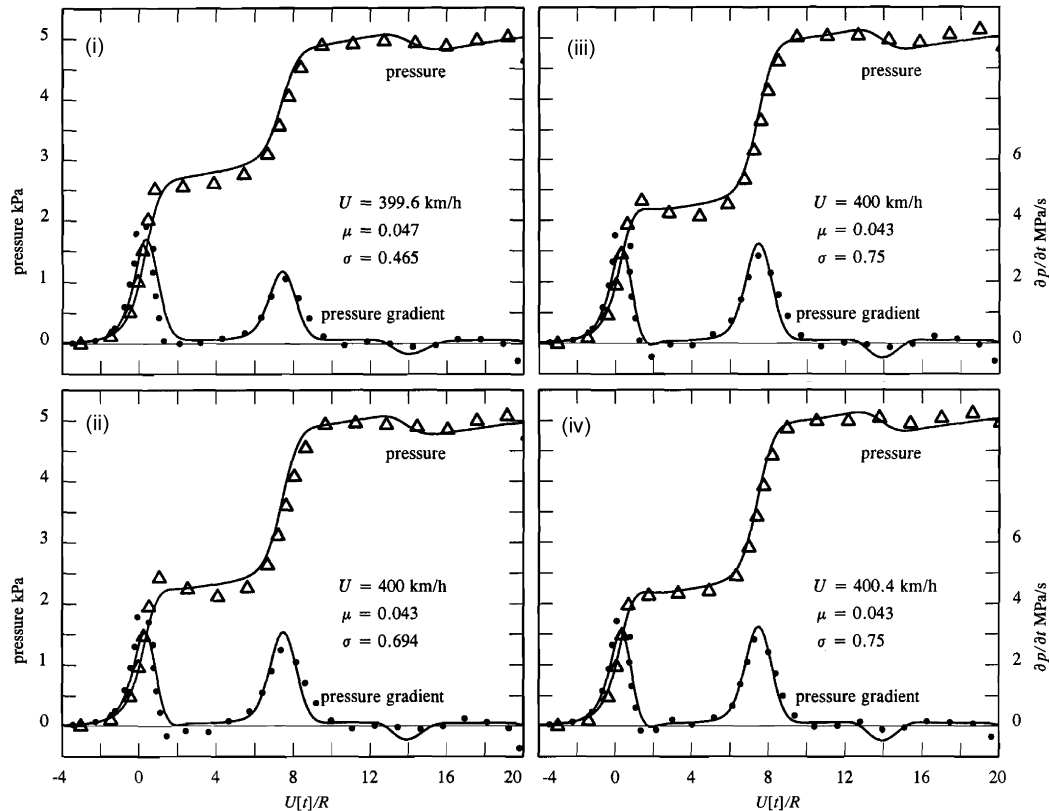 (i)
pressure kPa
5
4
3
2
1
0
pressure
U = 399.6 km/h
μ = 0.047
σ = 0.465
pressure gradient
(iii)
pressure
U = 400 km/h
μ = 0.043
σ = 0.75
pressure gradient
6
4
2
0
∂p/∂t MPa/s
(ii)
pressure kPa
5
4
3
2
1
0
pressure
U = 400 km/h
μ = 0.043
σ = 0.694
pressure gradient
-4 0 4 8 12 16 20
U[t]/R
(iv)
pressure
U = 400.4 km/h
μ = 0.043
σ = 0.75
pressure gradient
6
4
2
0
∂p/∂t MPa/s
0 4 8 12 16 20
U[t]/R